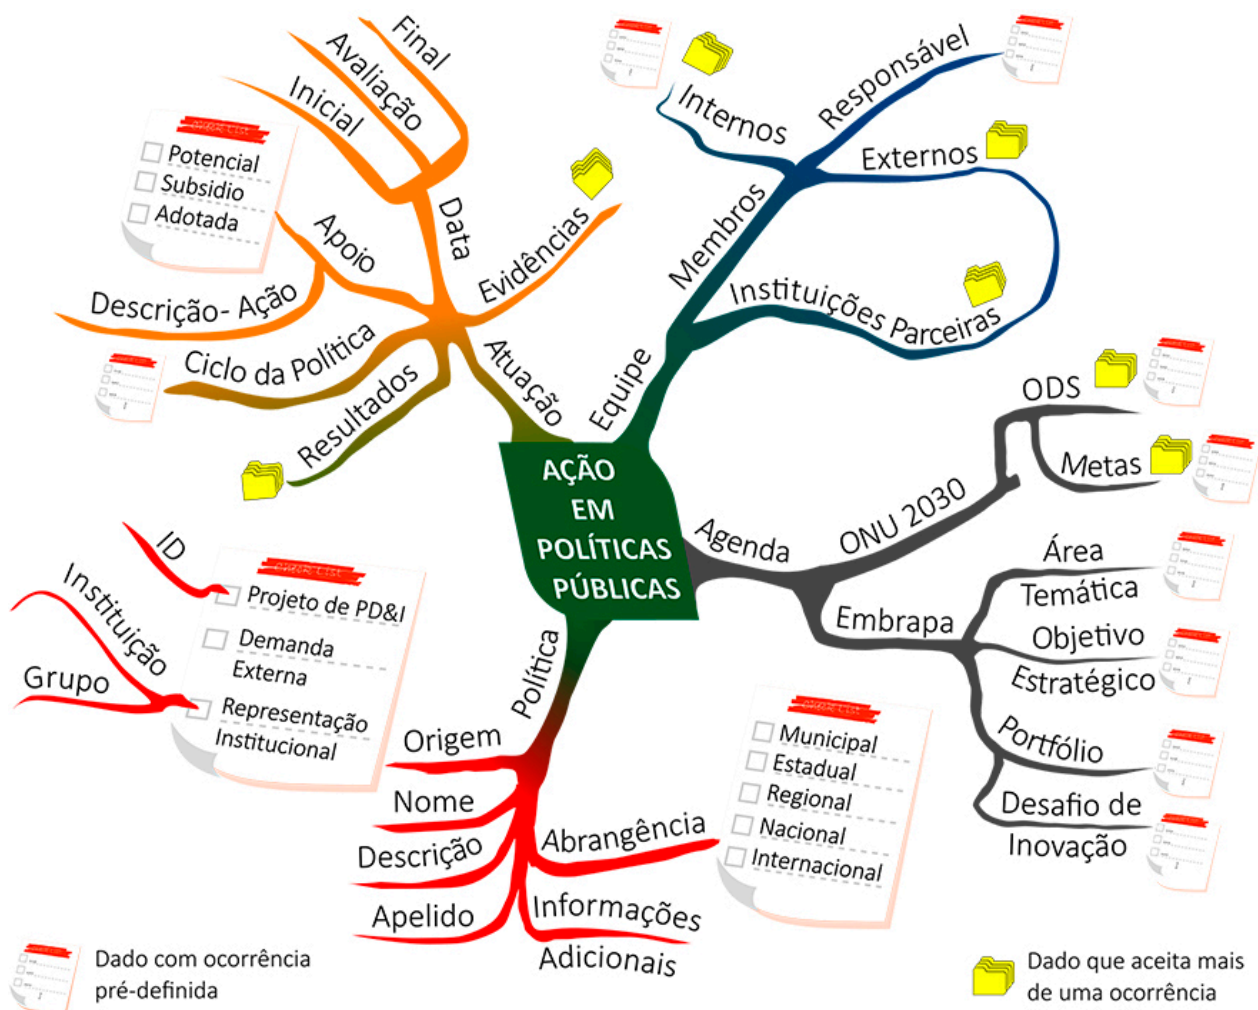 AÇÃO
EM
POLÍTICAS
PÚBLICAS
Atuação
Data
Inicial
Avaliação
Final
Evidências
Apoio
Potencial
Subsidio
Adotada
Descrição- Ação
Ciclo da Política
Resultados
Equipe
Membros
Internos
Responsável
Externos
Instituições Parceiras
Agenda
ONU 2030
ODS
Metas
Embrapa
Área
Temática
Objetivo
Estratégico
Portfólio
Desafio de
Inovação
Política
Origem
ID
Projeto de PD&I
Demanda
Externa
Representação
Institucional
Instituição
Grupo
Nome
Descrição
Apelido
Abrangência
Municipal
Estadual
Regional
Nacional
Internacional
Informações
Adicionais
Dado com ocorrência
pré-definida
Dado que aceita mais
de uma ocorrência